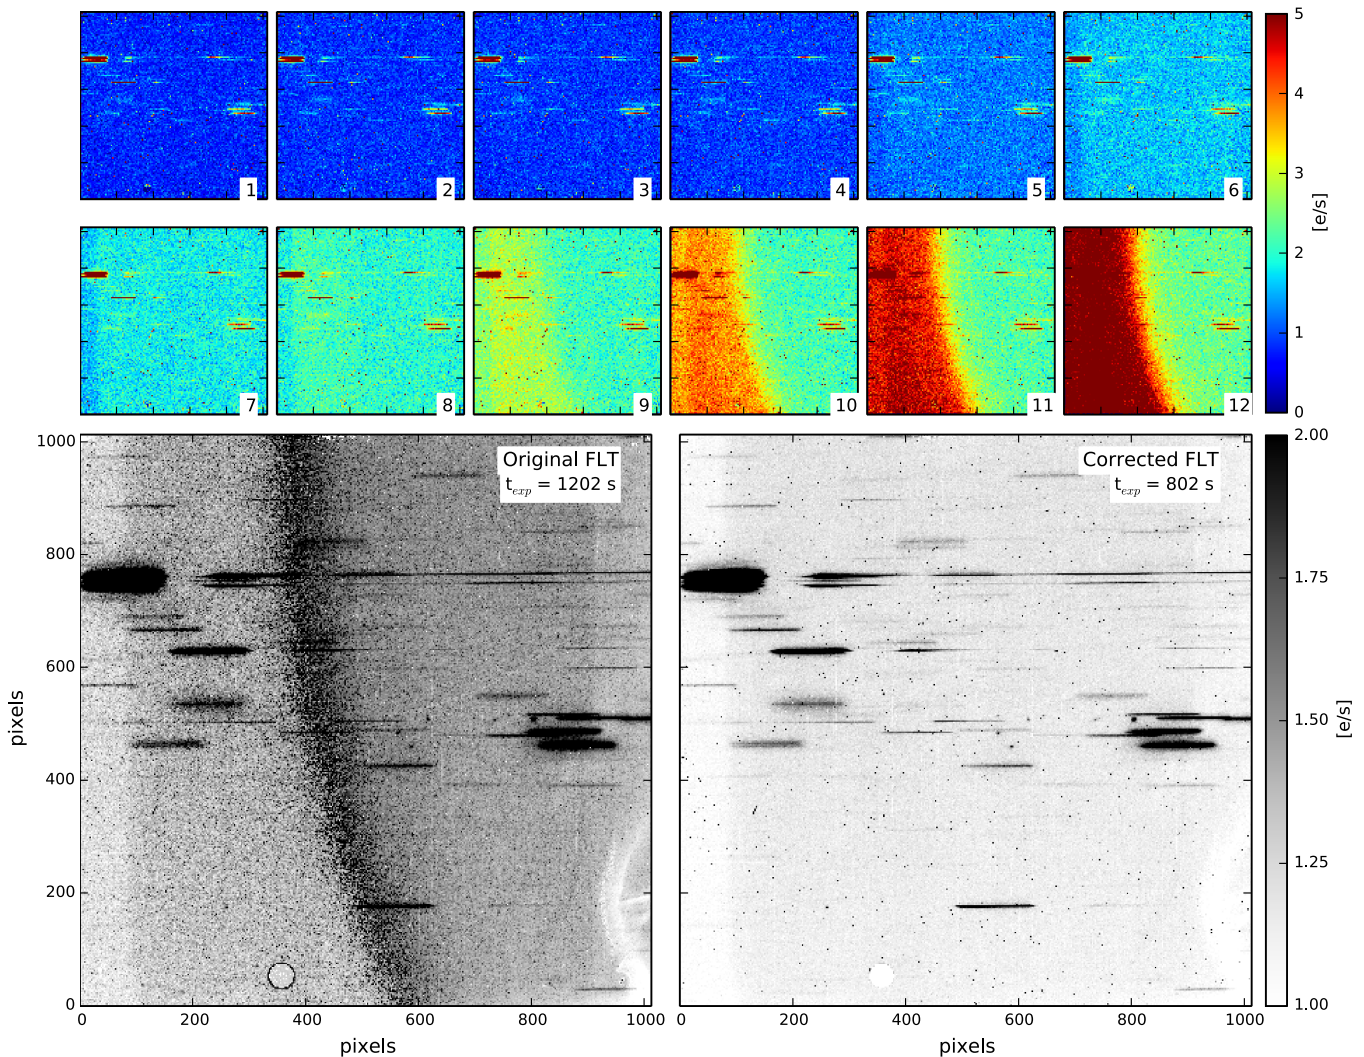 1 2 3 4 5 6
5
4
3
2
1
0
[e/s]
7 8 9 10 11 12
Original FLT
t_exp = 1202 s
Corrected FLT
t_exp = 802 s
1000
800
600
400
200
0
pixels
0 200 400 600 800 1000
pixels
0 200 400 600 800 1000
pixels
2.00
1.75
1.50
1.25
1.00
[e/s]